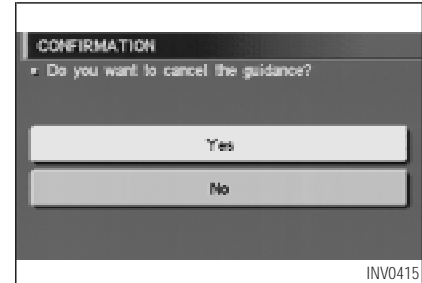 CONFIRMATION
Do you want to cancel the guidance?
Yes
No
INV0415